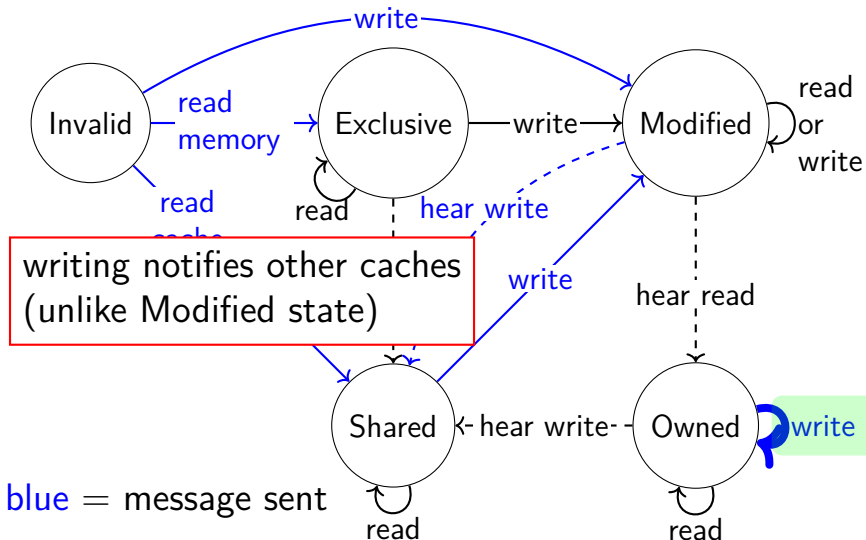 write
Invalid
read
memory
Exclusive
write
Modified
read
or
write
read
hear write
read
cache
writing notifies other caches
(unlike Modified state)
write
hear read
Shared
hear write
Owned
write
blue = message sent
read
read